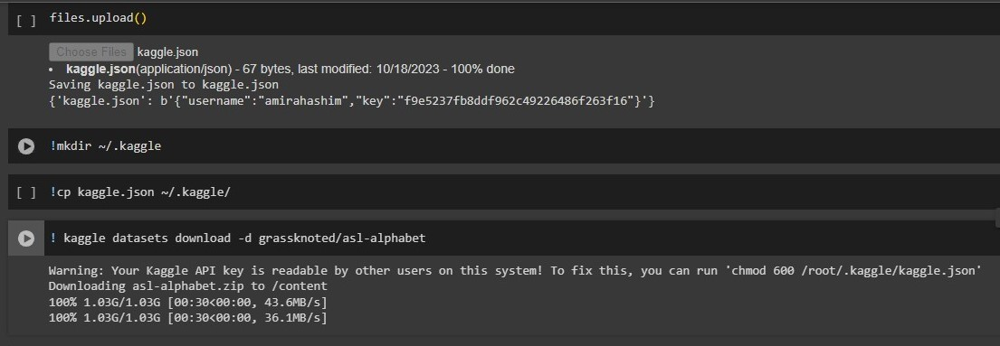 [ ] files.upload()
Choose Files kaggle.json
• kaggle.json(application/json) - 67 bytes, last modified: 10/18/2023 - 100% done
Saving kaggle.json to kaggle.json
{'kaggle.json': b'{"username":"amirahashim","key":"f9e5237fb8ddf962c49226486f263f16"}'}
!mkdir ~/.kaggle
[ ] !cp kaggle.json ~/.kaggle/
! kaggle datasets download -d grassknoted/asl-alphabet
Warning: Your Kaggle API key is readable by other users on this system! To fix this, you can run 'chmod 600 /root/.kaggle/kaggle.json'
Downloading asl-alphabet.zip to /content
100% 1.03G/1.03G [00:30<00:00, 43.6MB/s]
100% 1.03G/1.03G [00:30<00:00, 36.1MB/s]